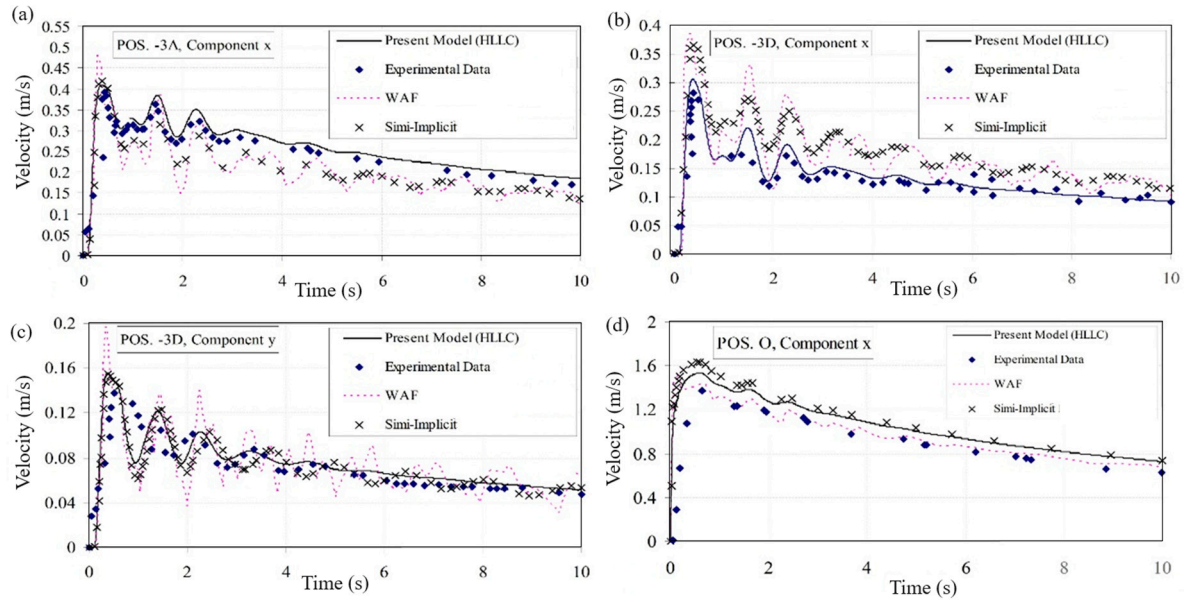 (a)
POS. -3A, Component x
Present Model (HLLC)
Experimental Data
WAF
Simi-Implicit
Velocity (m/s)
0.55
0.5
0.45
0.4
0.35
0.3
0.25
0.2
0.15
0.1
0.05
0
0 2 4 6 8 10
Time (s)
(b)
POS. -3D, Component x
Present Model (HLLC)
Experimental Data
WAF
Simi-Implicit
Velocity (m/s)
0.4
0.35
0.3
0.25
0.2
0.15
0.1
0.05
0
0 2 4 6 8 10
Time (s)
(c)
POS. -3D, Component y
Present Model (HLLC)
Experimental Data
WAF
Simi-Implicit
Velocity (m/s)
0.2
0.16
0.12
0.08
0.04
0
0 2 4 6 8 10
Time (s)
(d)
POS. O, Component x
Present Model (HLLC)
Experimental Data
WAF
Simi-Implicit
Velocity (m/s)
2
1.6
1.2
0.8
0.4
0
0 2 4 6 8 10
Time (s)